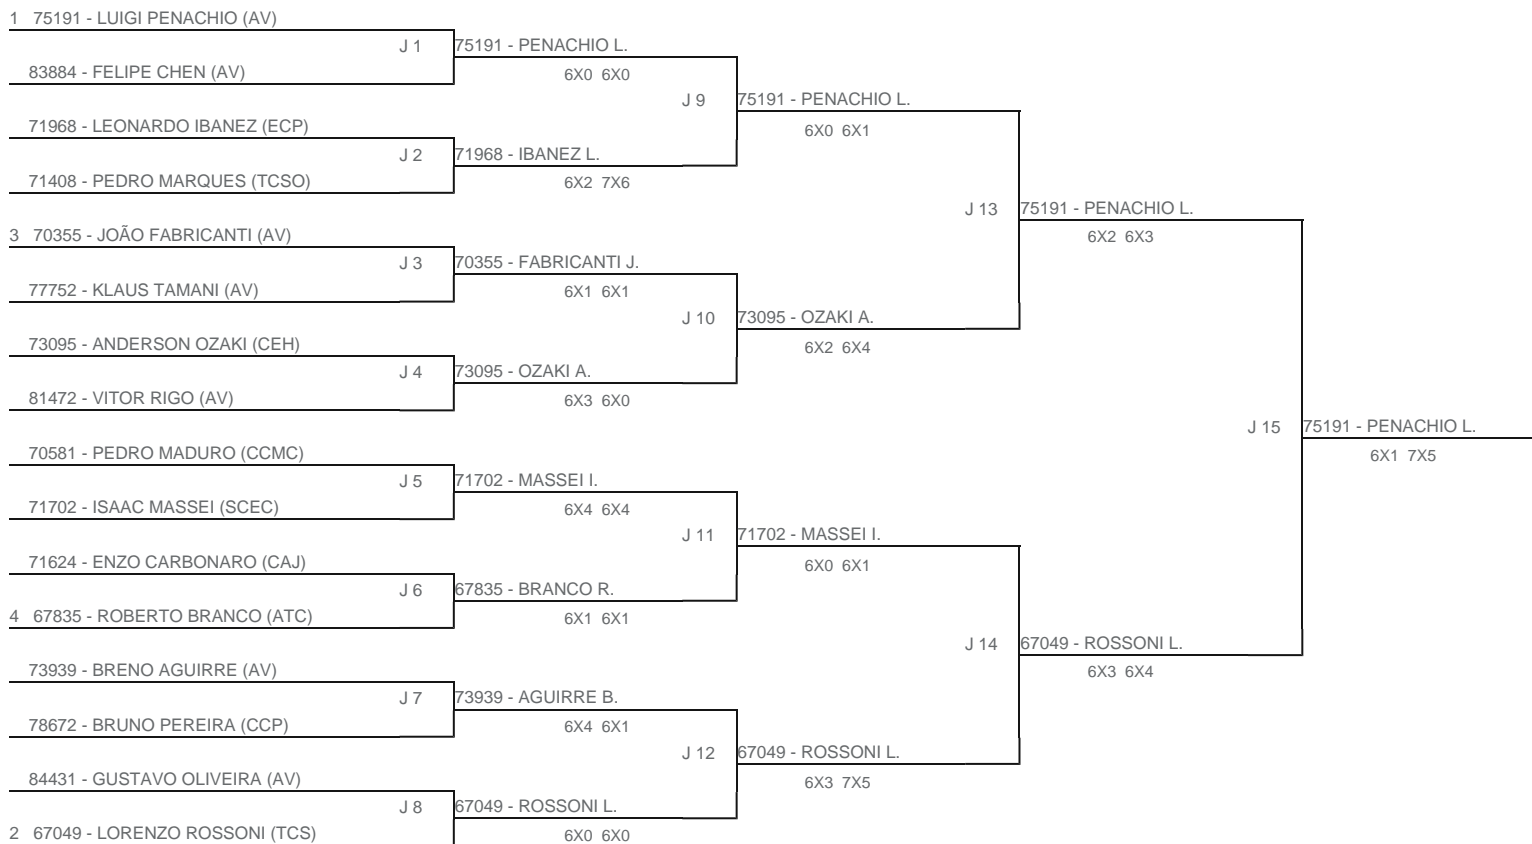 1 75191 - LUIGI PENACHIO (AV)
J 1
83884 - FELIPE CHEN (AV)
71968 - LEONARDO IBANEZ (ECP)
J 2
71408 - PEDRO MARQUES (TCSO)
3 70355 - JOÃO FABRICANTI (AV)
J 3
77752 - KLAUS TAMANI (AV)
73095 - ANDERSON OZAKI (CEH)
J 4
81472 - VITOR RIGO (AV)
70581 - PEDRO MADURO (CCMC)
J 5
71702 - ISAAC MASSEI (SCEC)
71624 - ENZO CARBONARO (CAJ)
J 6
4 67835 - ROBERTO BRANCO (ATC)
73939 - BRENO AGUIRRE (AV)
J 7
78672 - BRUNO PEREIRA (CCP)
84431 - GUSTAVO OLIVEIRA (AV)
J 8
2 67049 - LORENZO ROSSONI (TCS)
75191 - PENACHIO L.
6X0 6X0
J 9
71968 - IBANEZ L.
6X2 7X6
70355 - FABRICANTI J.
6X1 6X1
J 10
73095 - OZAKI A.
6X3 6X0
71702 - MASSEI I.
6X4 6X4
J 11
67835 - BRANCO R.
6X1 6X1
73939 - AGUIRRE B.
6X4 6X1
J 12
67049 - ROSSONI L.
6X0 6X0
75191 - PENACHIO L.
6X0 6X1
J 13
73095 - OZAKI A.
6X2 6X4
71702 - MASSEI I.
6X0 6X1
J 14
67049 - ROSSONI L.
6X3 7X5
75191 - PENACHIO L.
6X2 6X3
J 15
67049 - ROSSONI L.
6X3 6X4
75191 - PENACHIO L.
6X1 7X5